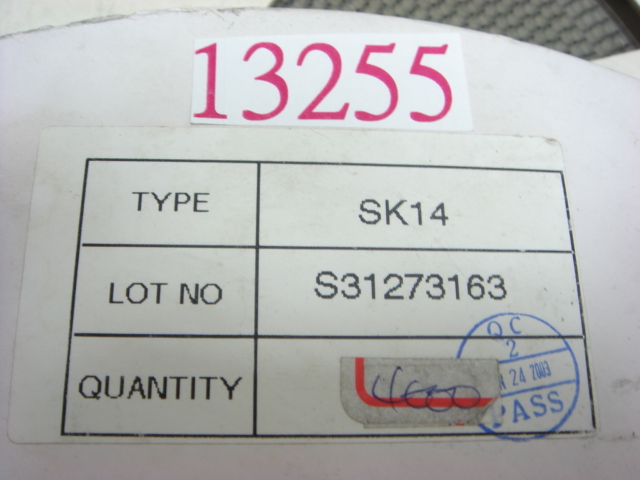 13255
TYPE SK14
LOT NO S31273163
QUANTITY 4000
QC
2
24 2003
PASS